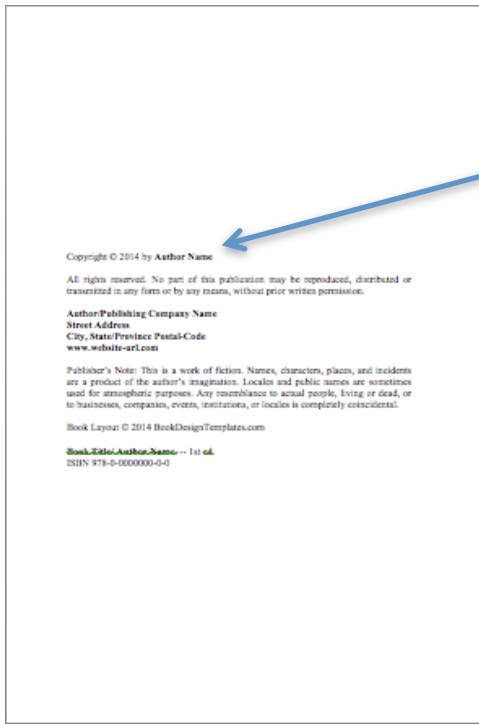 Copyright © 2014 by Author Name
All rights reserved. No part of this publication may be reproduced, distributed or
transmitted in any form or by any means, without prior written permission.
Author/Publishing Company Name
Street Address
City, State/Province Postal-Code
www.website-url.com
Publisher's Note: This is a work of fiction. Names, characters, places, and incidents
are a product of the author's imagination. Locales and public names are sometimes
used for atmospheric purposes. Any resemblance to actual people, living or dead, or
to businesses, companies, events, institutions, or locales is completely coincidental.
Book Layout © 2014 BookDesignTemplates.com
Book Title/ Author Name. -- 1st ed.
ISBN 978-0-0000000-0-0